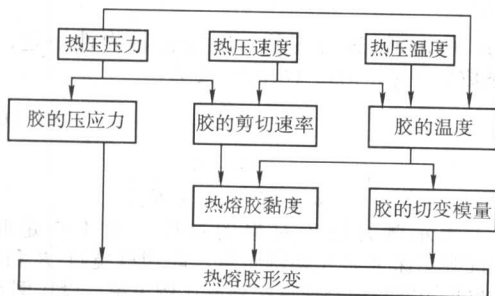 热压压力
热压速度
热压温度
胶的压应力
胶的剪切速率
胶的温度
热熔胶黏度
胶的切变模量
热熔胶形变